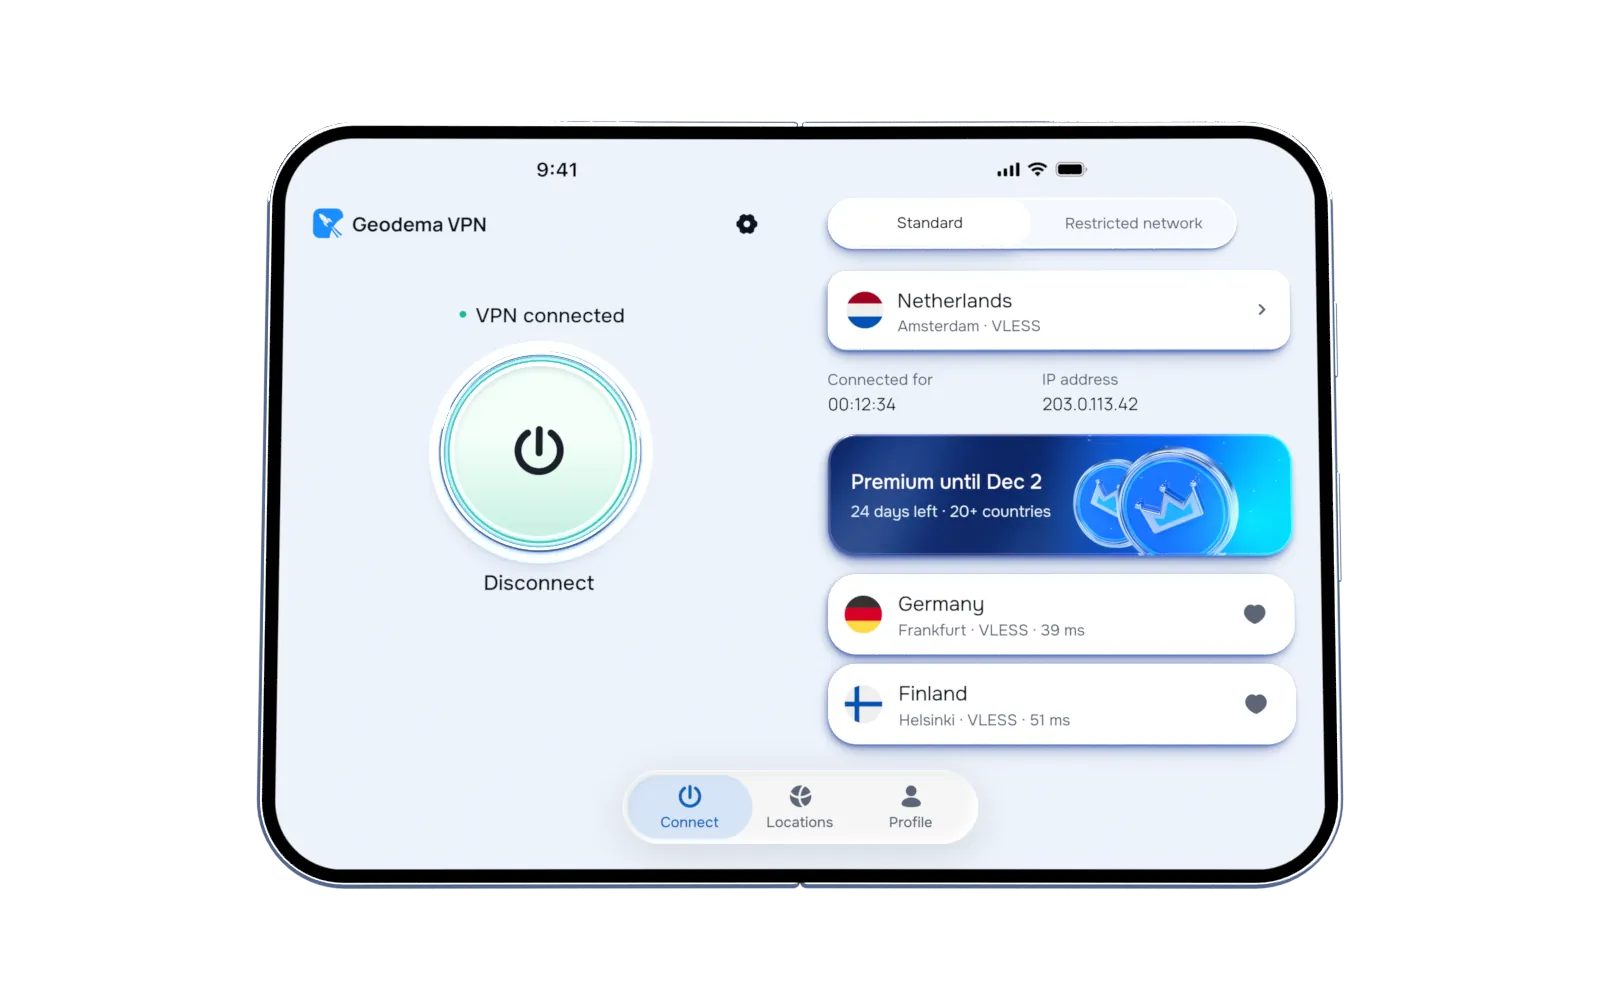 9:41
Geodema VPN
VPN connected
Disconnect
Standard
Restricted network
Netherlands
Amsterdam · VLESS
Connected for
00:12:34
IP address
203.0.113.42
Premium until Dec 2
24 days left · 20+ countries
Germany
Frankfurt · VLESS · 39 ms
Finland
Helsinki · VLESS · 51 ms
Connect
Locations
Profile